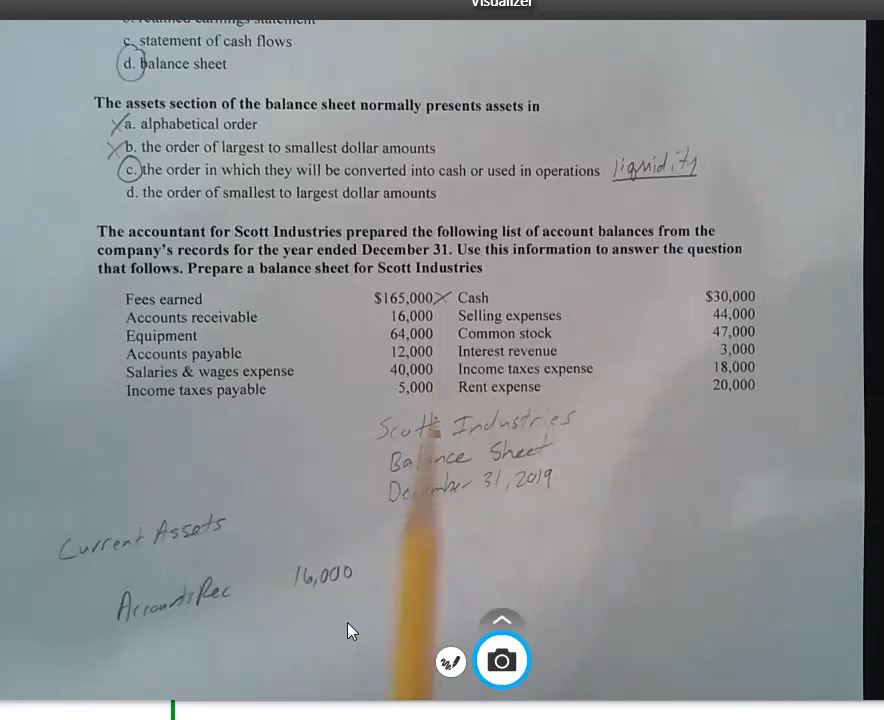 Visualizer
b. retained earnings statement
c. statement of cash flows
d. balance sheet
The assets section of the balance sheet normally presents assets in
a. alphabetical order
b. the order of largest to smallest dollar amounts
c. the order in which they will be converted into cash or used in operations liquidity
d. the order of smallest to largest dollar amounts
The accountant for Scott Industries prepared the following list of account balances from the
company's records for the year ended December 31. Use this information to answer the question
that follows. Prepare a balance sheet for Scott Industries
Fees earned $165,000 Cash $30,000
Accounts receivable 16,000 Selling expenses 44,000
Equipment 64,000 Common stock 47,000
Accounts payable 12,000 Interest revenue 3,000
Salaries & wages expense 40,000 Income taxes expense 18,000
Income taxes payable 5,000 Rent expense 20,000
Scott Industries
Balance Sheet
December 31, 2019
Current Assets
Accounts Rec 16,000